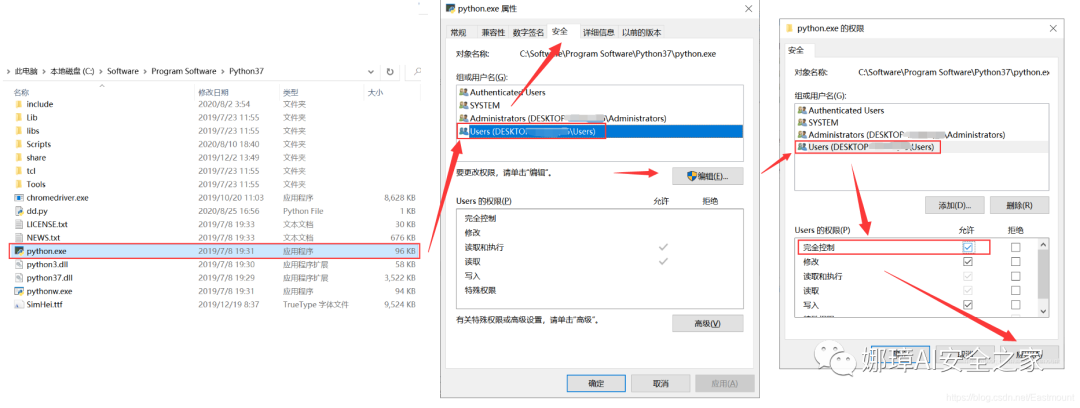 此电脑 > 本地磁盘 (C:) > Software > Program Software > Python37
名称 修改日期 类型 大小
include 2020/8/2 3:54 文件夹
Lib 2019/7/23 11:55 文件夹
libs 2019/7/23 11:55 文件夹
Scripts 2020/8/10 18:40 文件夹
share 2019/12/2 13:49 文件夹
tcl 2019/7/23 11:55 文件夹
Tools 2019/7/23 11:55 文件夹
chromedriver.exe 2019/10/20 11:03 应用程序 8,628 KB
dd.py 2020/8/25 16:56 Python File 1 KB
LICENSE.txt 2019/7/8 19:33 文本文档 30 KB
NEWS.txt 2019/7/8 19:33 文本文档 676 KB
python.exe 2019/7/8 19:31 应用程序 96 KB
python3.dll 2019/7/8 19:30 应用程序扩展 58 KB
python37.dll 2019/7/8 19:29 应用程序扩展 3,522 KB
pythonw.exe 2019/7/8 19:31 应用程序 94 KB
SimHei.ttf 2019/12/19 8:37 TrueType 字体文件 9,524 KB
python.exe 属性
常规 兼容性 数字签名 安全 详细信息 以前的版本
对象名称: C:\Software\Program Software\Python37\python.exe
组或用户名(G):
Authenticated Users
SYSTEM
Administrators (DESKTOP \Administrators)
Users (DESKTOP \Users)
要更改权限，请单击"编辑"。 编辑(E)...
Users 的权限(P) 允许 拒绝
完全控制
修改
读取和执行
读取
写入
特殊权限
有关特殊权限或高级设置，请单击"高级"。 高级(V)
确定 取消 应用(A)
python.exe 的权限
安全
对象名称: C:\Software\Program Software\Python37\python.ex
组或用户名(G):
Authenticated Users
SYSTEM
Administrators (DESKTOP \Administrators)
Users (DESKTOP \Users)
添加(D)... 删除(R)
Users 的权限(P) 允许 拒绝
完全控制
修改
读取和执行
读取
写入
娜璋AI安全之家
https://blog.csdn.net/Eastmount